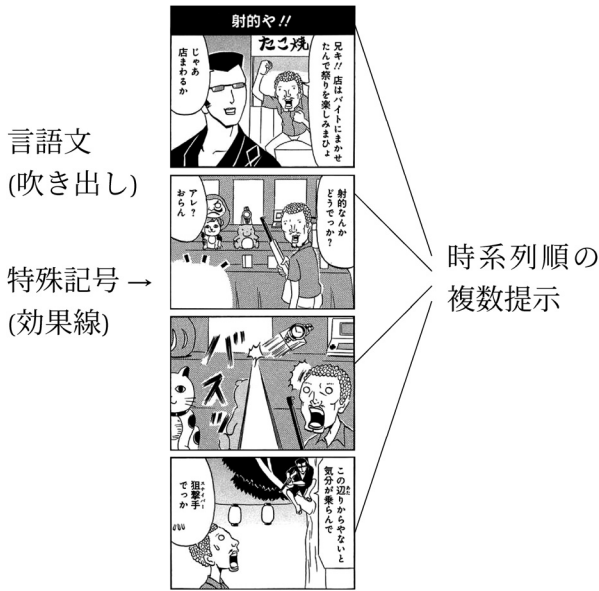 射的や!!
たこ焼
兄キ!!店はバイトにまかせ
たんで祭りを楽しみまひょ
じゃあ
店まわるか
射的なんか
どうでっか?
アレ?
おらん
バババ
スッ
この辺りからやないと
気分が乗らんで
狙撃手
でっか
スナイパー
言語文
(吹き出し)
特殊記号→
(効果線)
時系列順の
複数提示